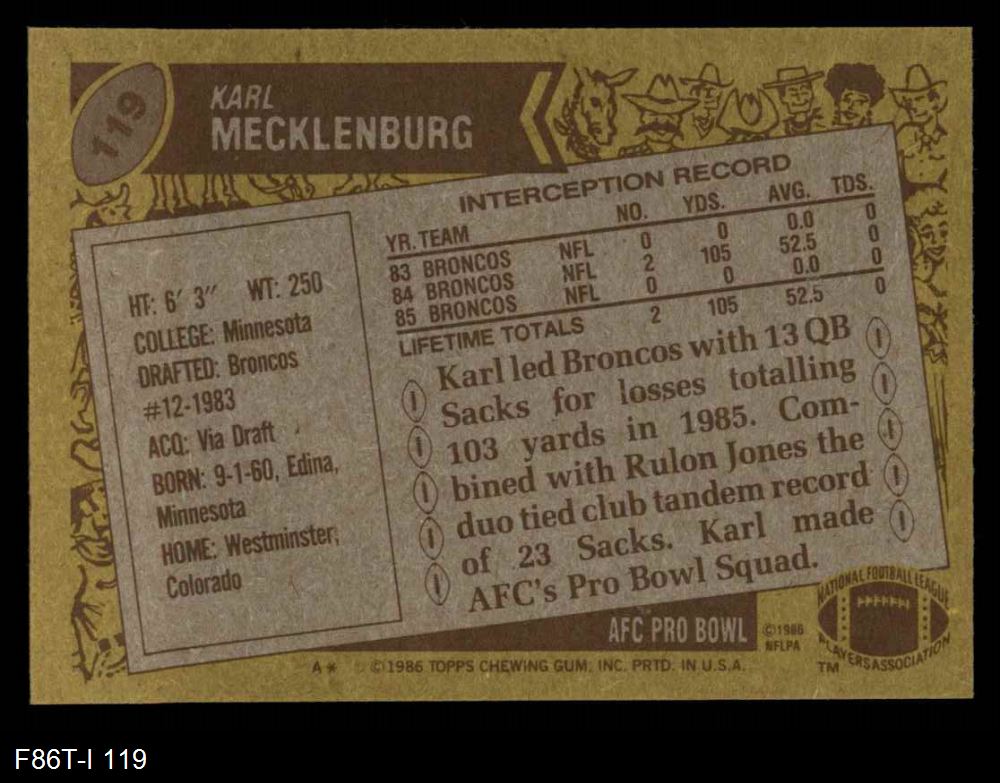 119
KARL
MECKLENBURG
INTERCEPTION RECORD
YR. TEAM NO. YDS. AVG. TDS.
83 BRONCOS NFL 0 0 0.0 0
84 BRONCOS NFL 2 105 52.5 0
85 BRONCOS NFL 0 0 0.0 0
LIFETIME TOTALS 2 105 52.5 0
HT: 6′ 3″ WT: 250
COLLEGE: Minnesota
DRAFTED: Broncos
#12-1983
ACQ: Via Draft
BORN: 9-1-60, Edina,
Minnesota
HOME: Westminster,
Colorado
Karl led Broncos with 13 QB
Sacks for losses totalling
103 yards in 1985. Com-
bined with Rulon Jones the
duo tied club tandem record
of 23 Sacks. Karl made
AFC's Pro Bowl Squad.
AFC PRO BOWL
©1986
NFLPA
NATIONAL FOOTBALL LEAGUE
PLAYERS ASSOCIATION
TM
A* ©1986 TOPPS CHEWING GUM, INC. PRTD. IN U.S.A.
F86T-I 119